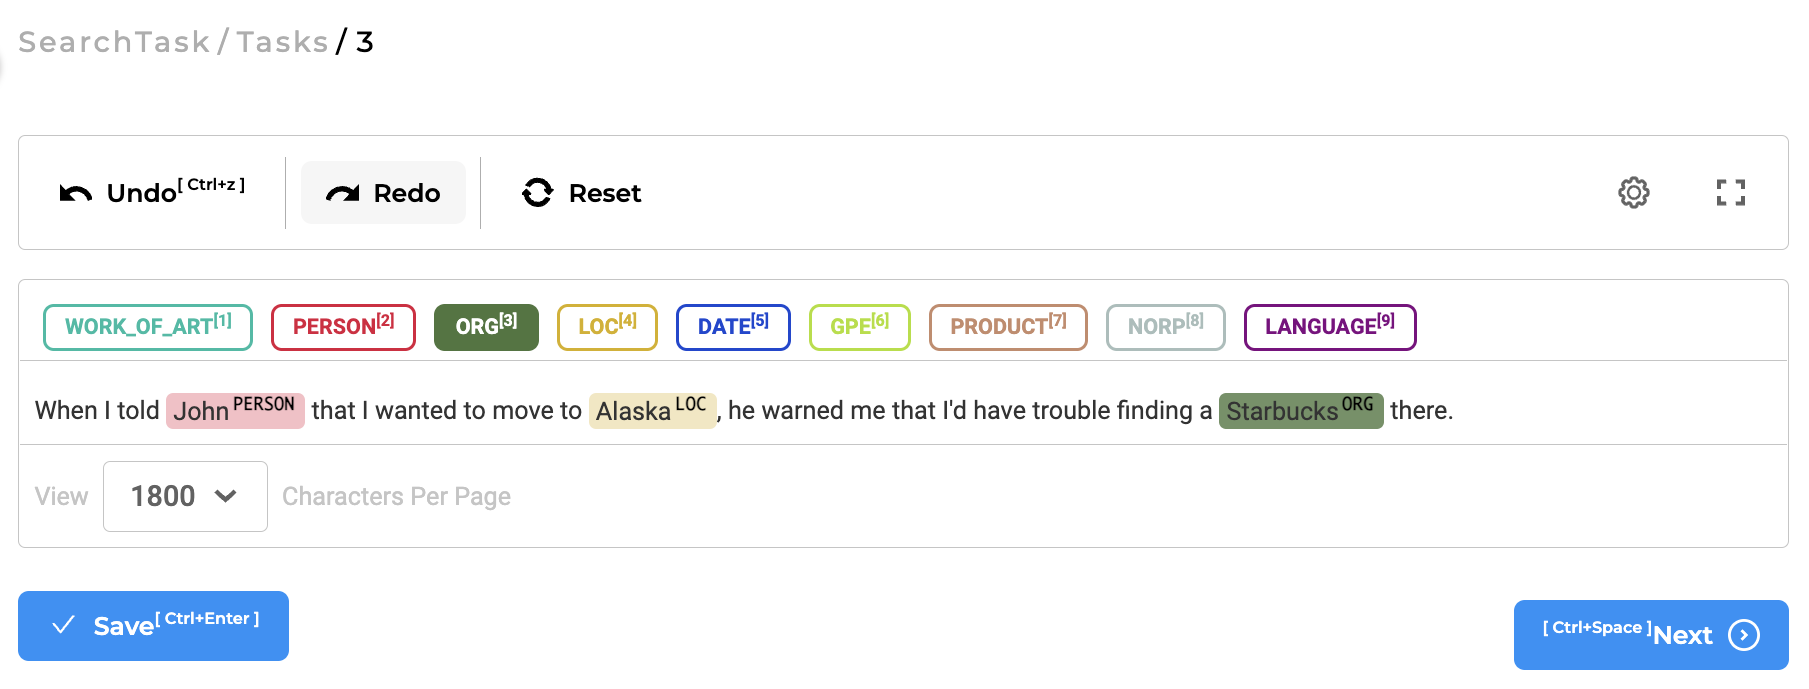 SearchTask / Tasks / 3
Undo[ Ctrl+z ] Redo Reset
WORK_OF_ART[1] PERSON[2] ORG[3] LOC[4] DATE[5] GPE[6] PRODUCT[7] NORP[8] LANGUAGE[9]
When I told John PERSON that I wanted to move to Alaska LOC, he warned me that I'd have trouble finding a Starbucks ORG there.
View 1800 Characters Per Page
Save[ Ctrl+Enter ]
[ Ctrl+Space ]Next